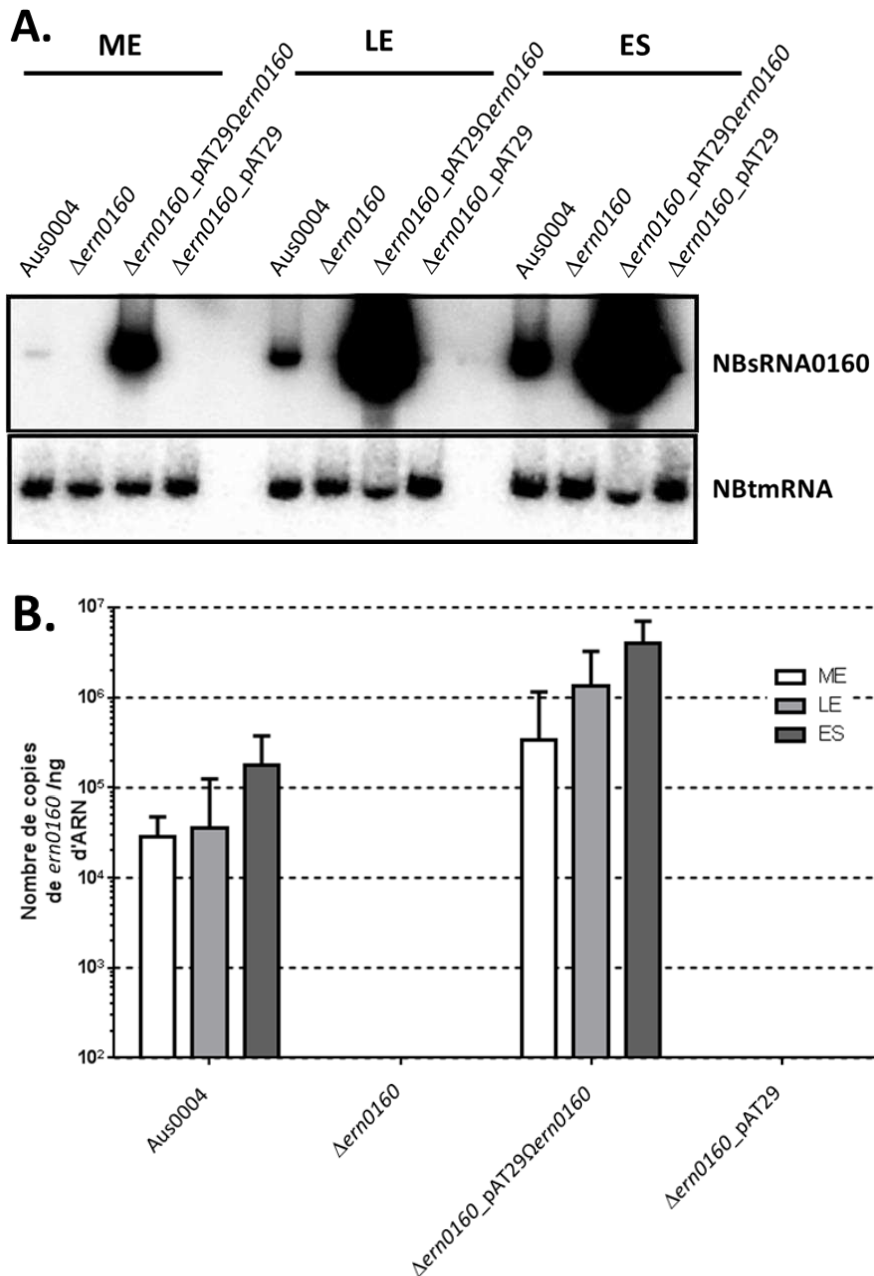 A.
ME LE ES
Aus0004
Δern0160
Δern0160_pAT29Ωern0160
Δern0160_pAT29
Aus0004
Δern0160
Δern0160_pAT29Ωern0160
Δern0160_pAT29
Aus0004
Δern0160
Δern0160_pAT29Ωern0160
Δern0160_pAT29
NBsRNA0160
NBtmRNA
B.
Nombre de copies
de ern0160 /ng
d'ARN
10⁷
10⁶
10⁵
10⁴
10³
10²
ME
LE
ES
Aus0004
Δern0160
Δern0160_pAT29Ωern0160
Δern0160_pAT29